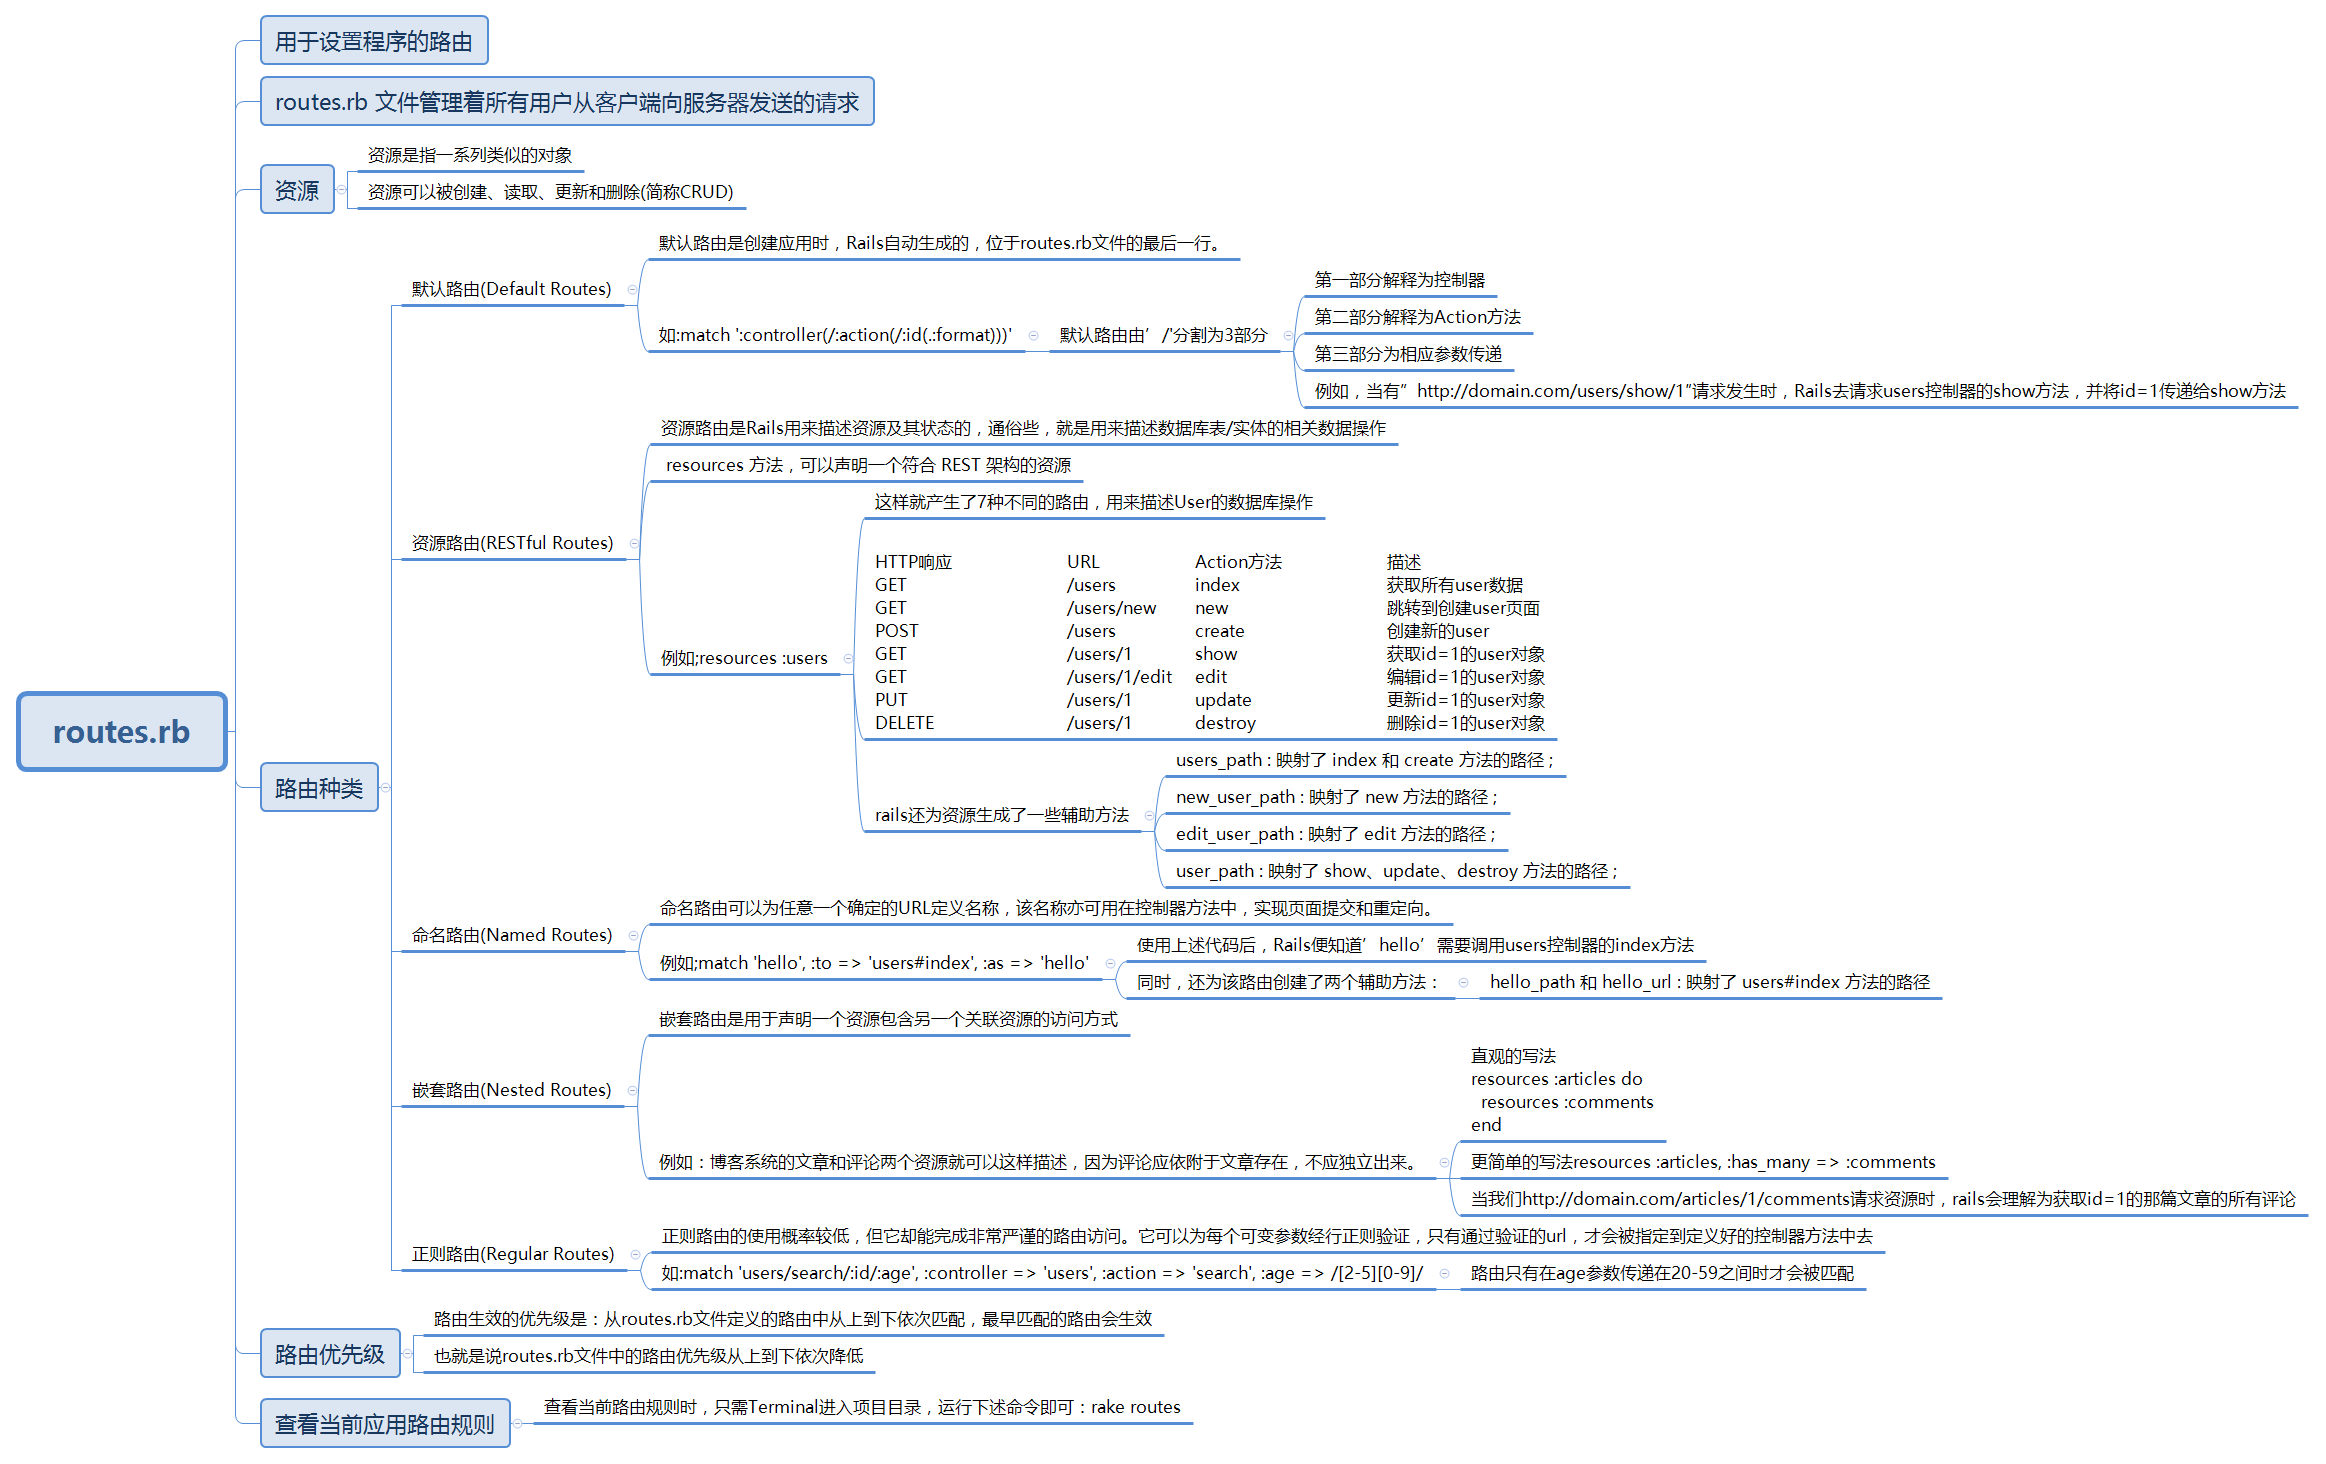 routes.rb
用于设置程序的路由
routes.rb 文件管理着所有用户从客户端向服务器发送的请求
资源
资源是指一系列类似的对象
资源可以被创建、读取、更新和删除(简称CRUD)
路由种类
默认路由(Default Routes)
默认路由是创建应用时，Rails自动生成的，位于routes.rb文件的最后一行。
如:match ':controller(/:action(/:id(.:format)))'
默认路由由’/'分割为3部分
第一部分解释为控制器
第二部分解释为Action方法
第三部分为相应参数传递
例如，当有”http://domain.com/users/show/1”请求发生时，Rails去请求users控制器的show方法，并将id=1传递给show方法
资源路由(RESTful Routes)
资源路由是Rails用来描述资源及其状态的，通俗些，就是用来描述数据库表/实体的相关数据操作
resources 方法，可以声明一个符合 REST 架构的资源
例如;resources :users
这样就产生了7种不同的路由，用来描述User的数据库操作
HTTP响应 URL Action方法 描述
GET /users index 获取所有user数据
GET /users/new new 跳转到创建user页面
POST /users create 创建新的user
GET /users/1 show 获取id=1的user对象
GET /users/1/edit edit 编辑id=1的user对象
PUT /users/1 update 更新id=1的user对象
DELETE /users/1 destroy 删除id=1的user对象
rails还为资源生成了一些辅助方法
users_path : 映射了 index 和 create 方法的路径；
new_user_path : 映射了 new 方法的路径；
edit_user_path : 映射了 edit 方法的路径；
user_path : 映射了 show、update、destroy 方法的路径；
命名路由(Named Routes)
命名路由可以为任意一个确定的URL定义名称，该名称亦可用在控制器方法中，实现页面提交和重定向。
例如;match 'hello', :to => 'users#index', :as => 'hello'
使用上述代码后，Rails便知道’hello’需要调用users控制器的index方法
同时，还为该路由创建了两个辅助方法：
hello_path 和 hello_url : 映射了 users#index 方法的路径
嵌套路由(Nested Routes)
嵌套路由是用于声明一个资源包含另一个关联资源的访问方式
例如：博客系统的文章和评论两个资源就可以这样描述，因为评论应依附于文章存在，不应独立出来。
直观的写法
resources :articles do
resources :comments
end
更简单的写法resources :articles, :has_many => :comments
当我们http://domain.com/articles/1/comments请求资源时，rails会理解为获取id=1的那篇文章的所有评论
正则路由(Regular Routes)
正则路由的使用概率较低，但它却能完成非常严谨的路由访问。它可以为每个可变参数经行正则验证，只有通过验证的url，才会被指定到定义好的控制器方法中去
如:match 'users/search/:id/:age', :controller => 'users', :action => 'search', :age => /[2-5][0-9]/
路由只有在age参数传递在20-59之间时才会被匹配
路由优先级
路由生效的优先级是：从routes.rb文件定义的路由中从上到下依次匹配，最早匹配的路由会生效
也就是说routes.rb文件中的路由优先级从上到下依次降低
查看当前应用路由规则
查看当前路由规则时，只需Terminal进入项目目录，运行下述命令即可：rake routes